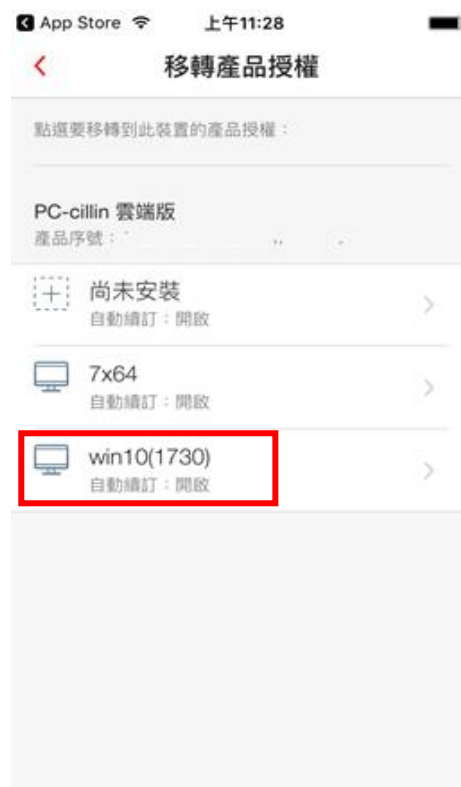 App Store 上午11:28
移轉產品授權
點選要移轉到此裝置的產品授權：
PC-cillin 雲端版
產品序號：
尚未安裝
自動續訂：開啟
7x64
自動續訂：開啟
win10(1730)
自動續訂：開啟